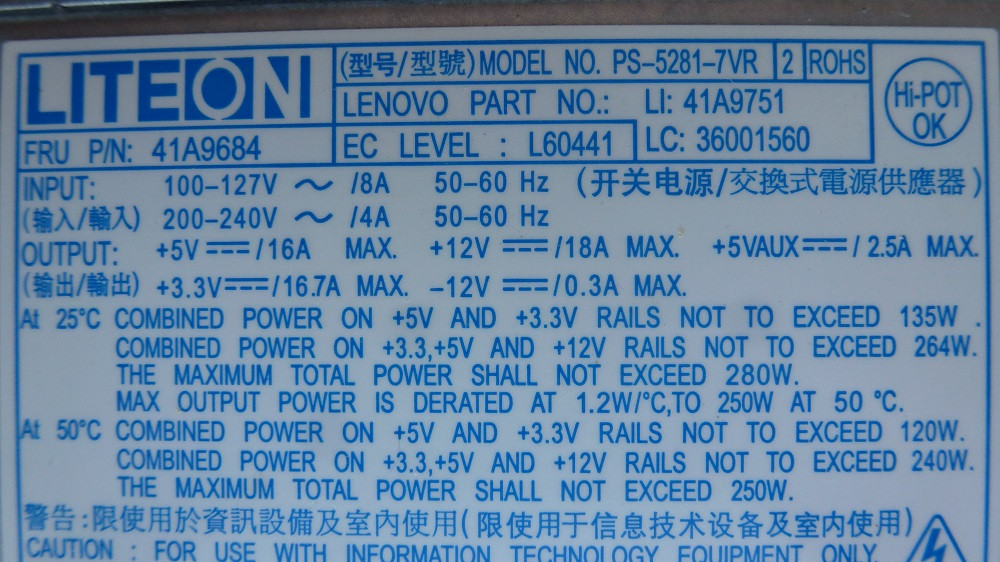 LITEON
(型号/型號)MODEL NO. PS-5281-7VR 2 ROHS
LENOVO PART NO.: LI: 41A9751
FRU P/N: 41A9684
EC LEVEL : L60441 LC: 36001560
Hi-POT
OK
INPUT: 100-127V ～ /8A 50-60 Hz (开关电源/交換式電源供應器)
(输入/輸入) 200-240V ～ /4A 50-60 Hz
OUTPUT: +5V ⎓ /16A MAX. +12V ⎓ /18A MAX. +5VAUX ⎓ / 2.5A MAX.
(输出/輸出) +3.3V ⎓ /16.7A MAX. -12V ⎓ /0.3A MAX.
At 25°C COMBINED POWER ON +5V AND +3.3V RAILS NOT TO EXCEED 135W .
COMBINED POWER ON +3.3,+5V AND +12V RAILS NOT TO EXCEED 264W.
THE MAXIMUM TOTAL POWER SHALL NOT EXCEED 280W.
MAX OUTPUT POWER IS DERATED AT 1.2W/°C,TO 250W AT 50 °C.
At 50°C COMBINED POWER ON +5V AND +3.3V RAILS NOT TO EXCEED 120W.
COMBINED POWER ON +3.3,+5V AND +12V RAILS NOT TO EXCEED 240W.
THE MAXIMUM TOTAL POWER SHALL NOT EXCEED 250W.
警告:限使用於資訊設備及室內使用(限使用于信息技术设备及室内使用)
CAUTION : FOR USE WITH INFORMATION TECHNOLOGY EQUIPMENT ONLY.